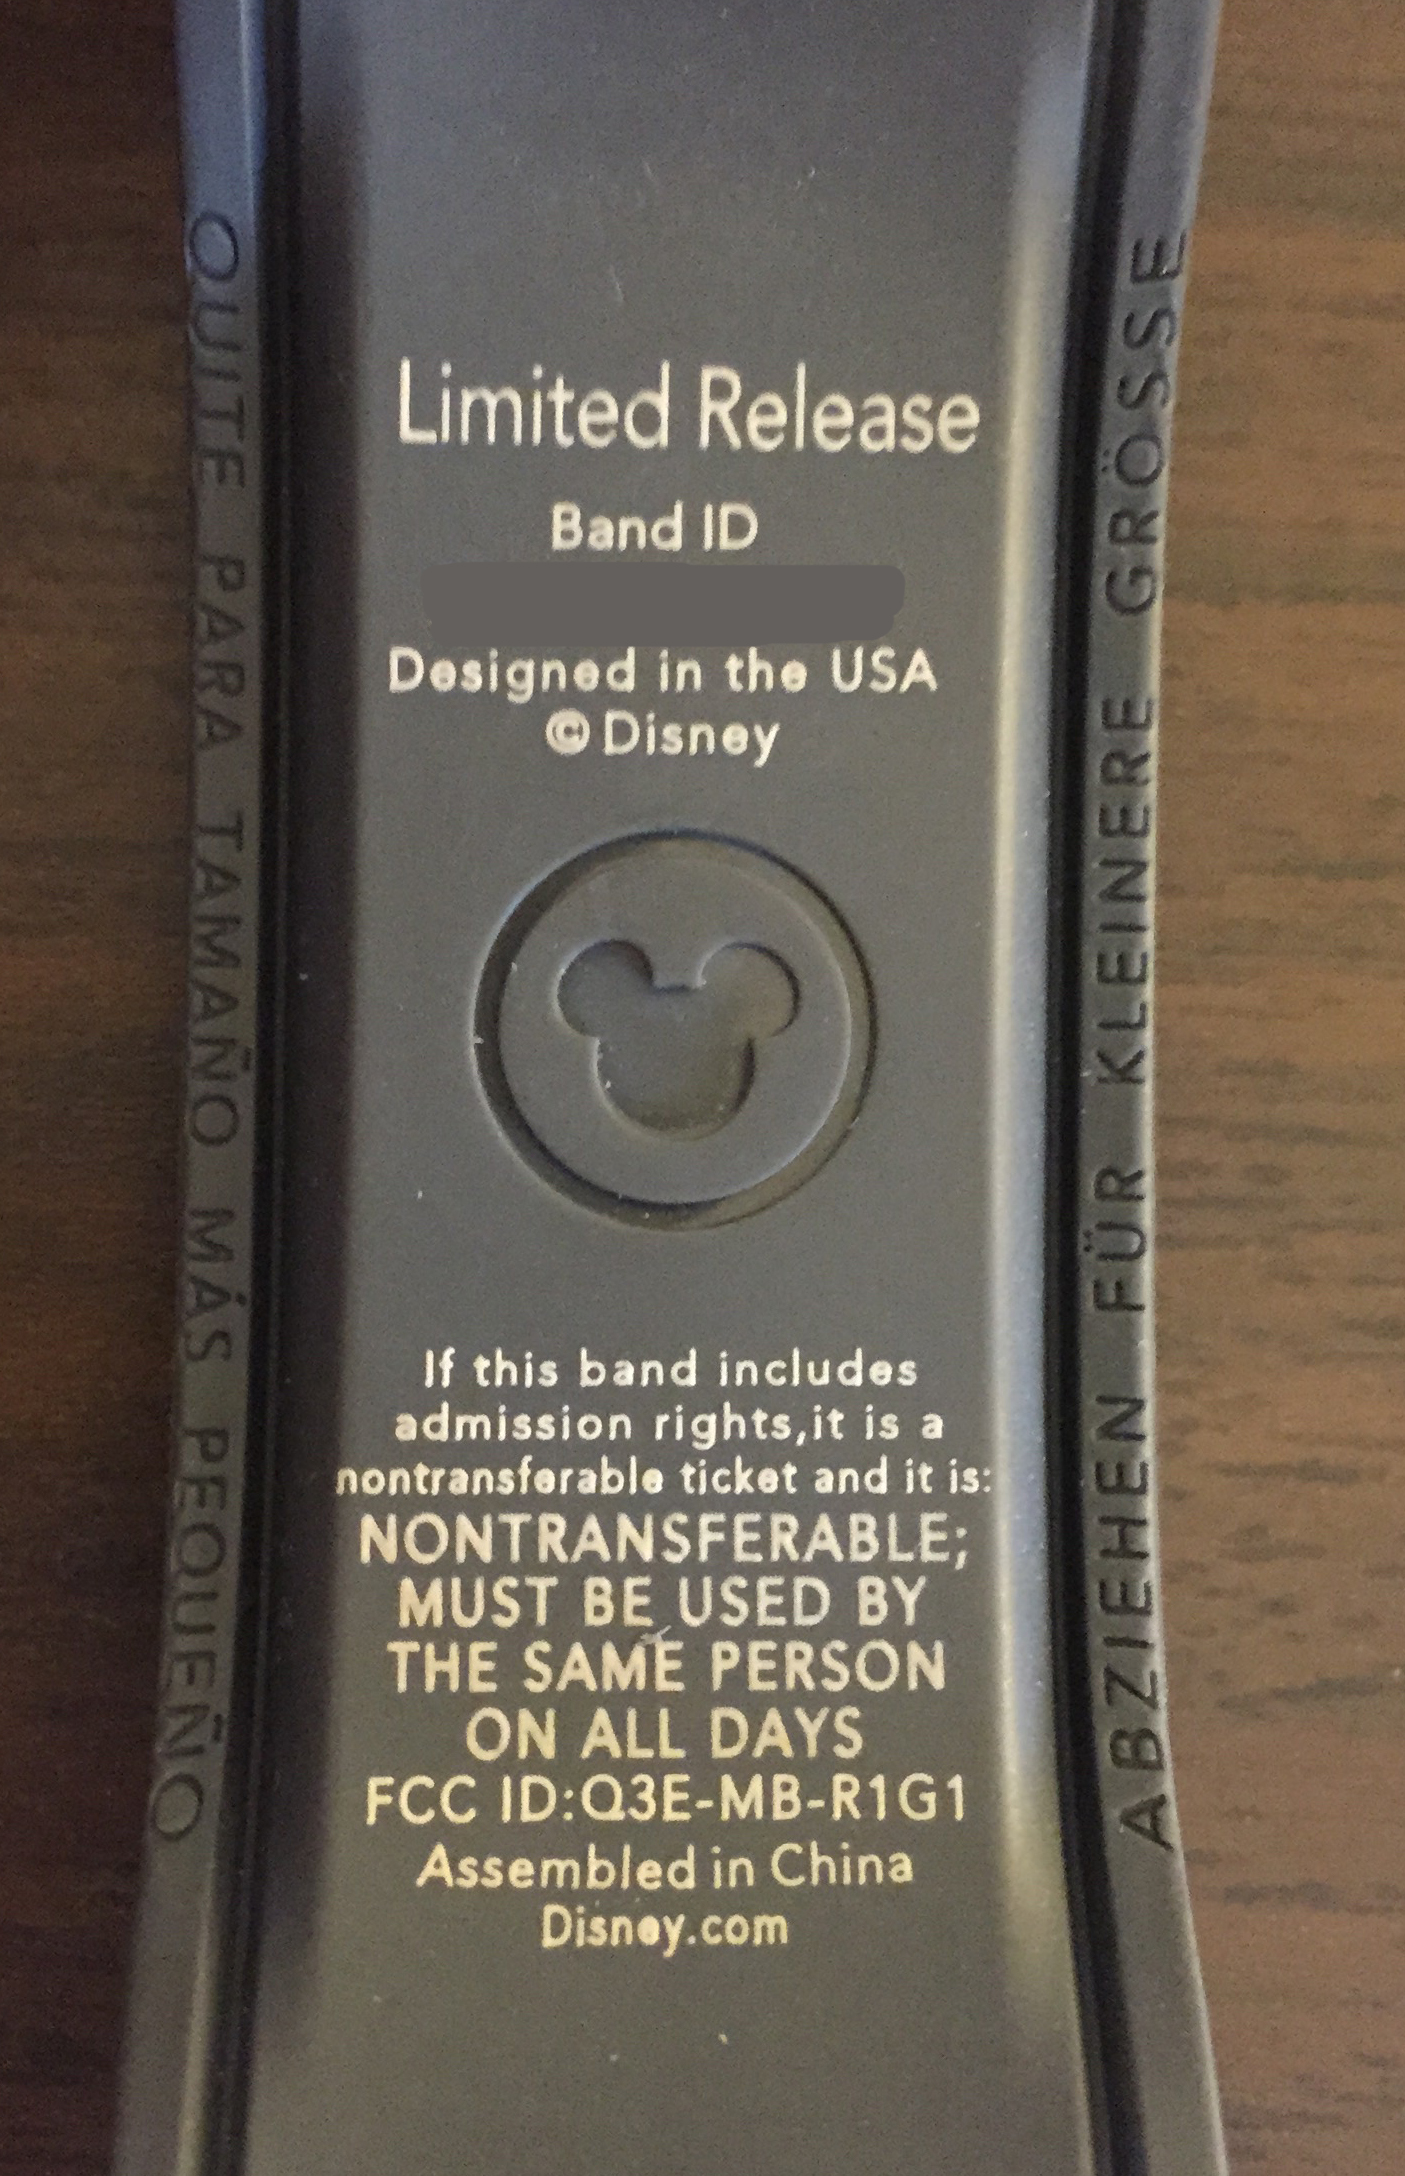 Limited Release
Band ID
Designed in the USA
©Disney
If this band includes
admission rights,it is a
nontransferable ticket and it is:
NONTRANSFERABLE;
MUST BE USED BY
THE SAME PERSON
ON ALL DAYS
FCC ID:Q3E-MB-R1G1
Assembled in China
Disney.com
QUITE PARA TAMAÑO MÁS PEQUEÑO
ABZIEHEN FÜR KLEINERE GRÖSSE